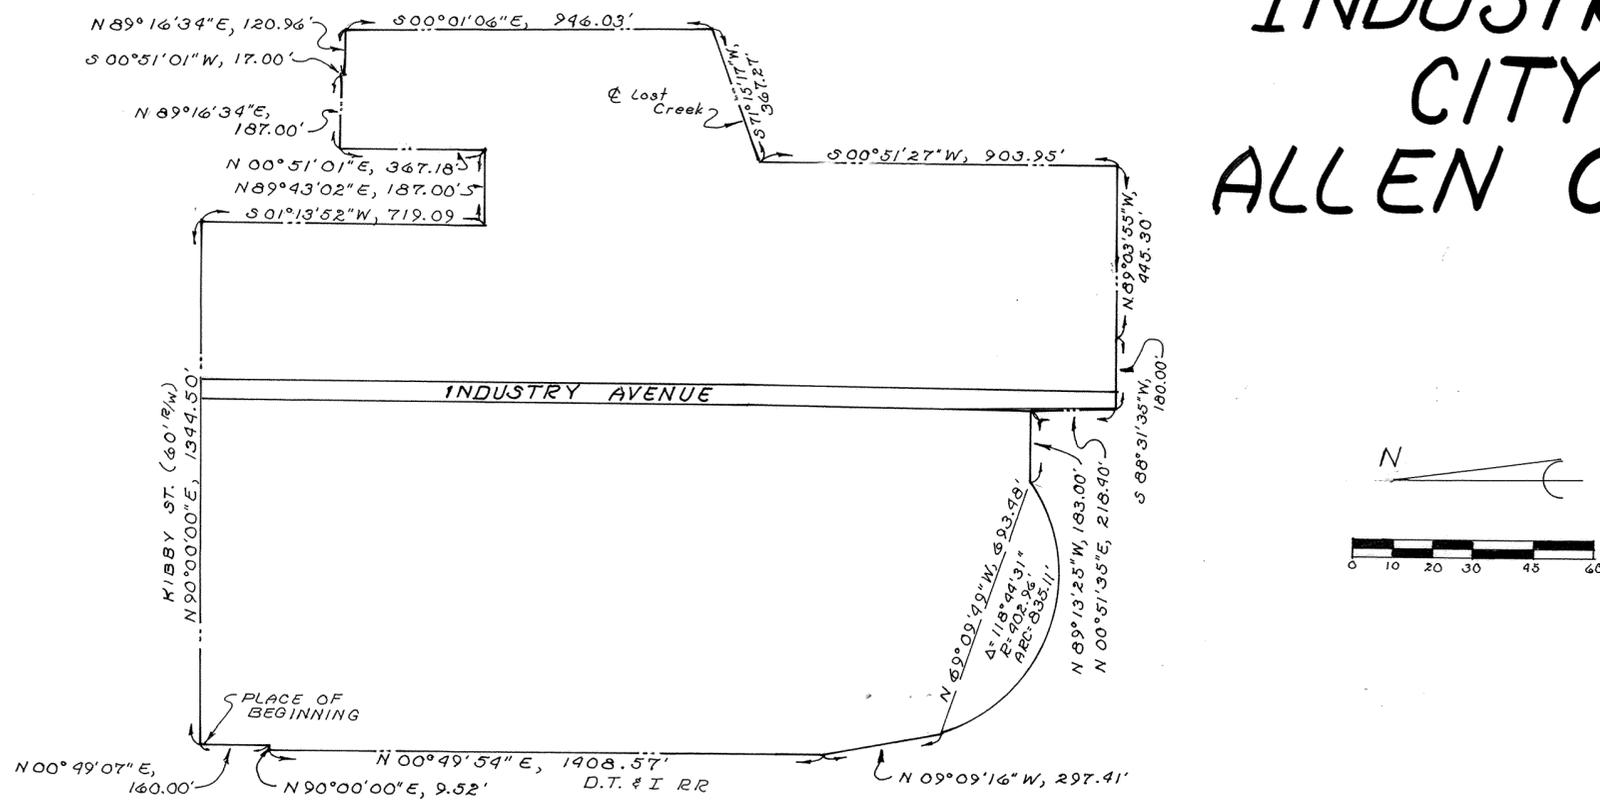 INDUSTR
CITY
ALLEN
N 89°16'34"E, 120.96'
S 00°01'06"E, 946.03'
S 00°51'01"W, 17.00'
N 89°16'34"E,
187.00'
℄ Lost
Creek
S 71°15'17"W,
367.27'
N 00°51'01"E, 367.18'
N 89°43'02"E, 187.00'
S 01°13'52"W, 719.09
S 00°51'27"W, 903.95'
N 89°03'55"W,
445.30'
S 88°31'35"W,
180.00'
INDUSTRY AVENUE
KIBBY ST. (60' R/W)
N 90°00'00"E, 1344.50'
N 69°09'49"W, 693.48'
Δ=118°44'31"
R=402.96'
ARC=835.11'
N 89°13'25"W, 183.00'
N 00°51'35"E, 218.40'
N
0 10 20 30 45 60
PLACE OF
BEGINNING
N 00°49'07"E,
160.00'
N 90°00'00"E, 9.52'
N 00°49'54"E, 1408.57'
D.T. & I RR
N 09°09'16"W, 297.41'